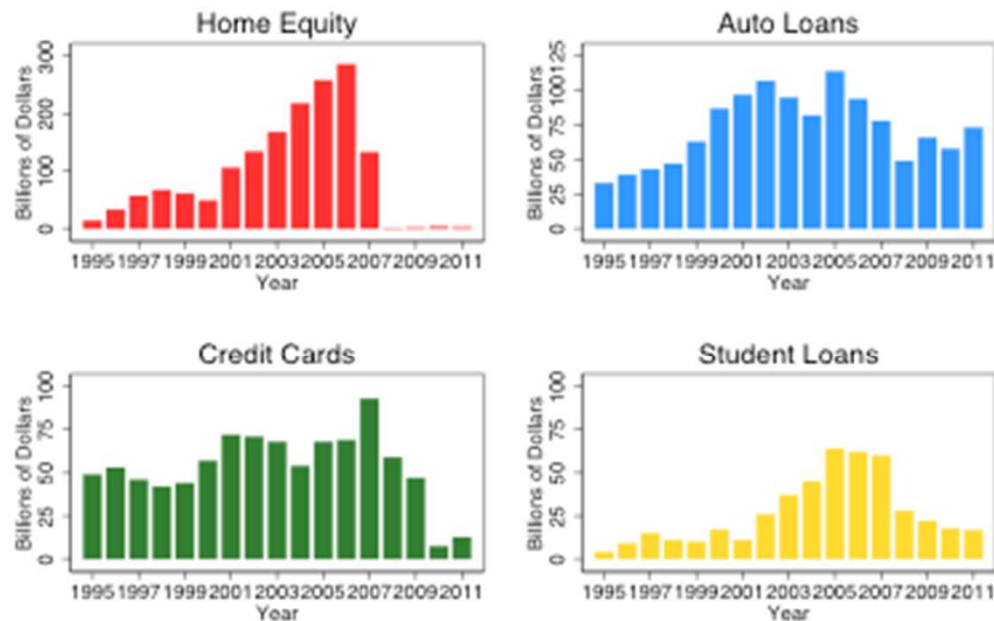 Home Equity
Billions of Dollars
300
200
100
0
1995 1997 1999 2001 2003 2005 2007 2009 2011
Year
Auto Loans
Billions of Dollars
125
100
75
50
25
0
1995 1997 1999 2001 2003 2005 2007 2009 2011
Year
Credit Cards
Billions of Dollars
100
75
50
25
0
1995 1997 1999 2001 2003 2005 2007 2009 2011
Year
Student Loans
Billions of Dollars
100
75
50
25
0
1995 1997 1999 2001 2003 2005 2007 2009 2011
Year